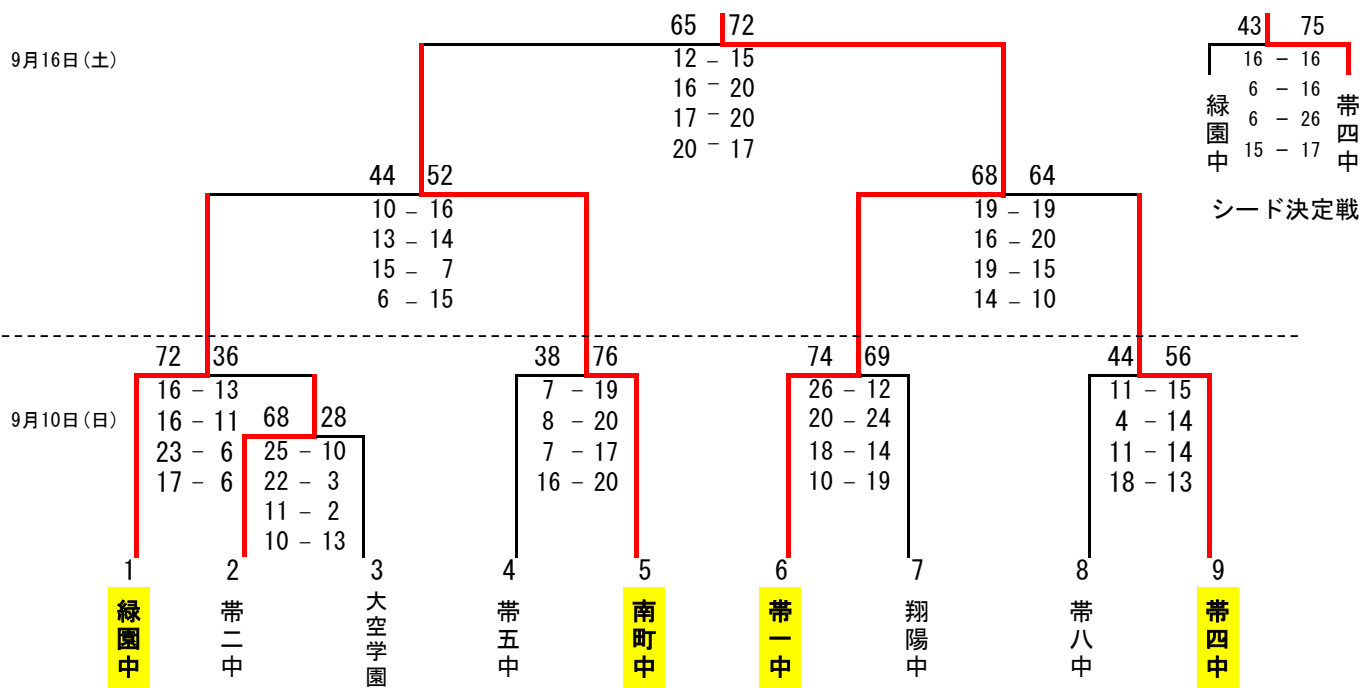 65 72
43 75
9月16日(土)
12 – 15
16 – 20
17 – 20
20 – 17
16 – 16
6 – 16
6 – 26
15 – 17
緑園中
帯四中
シード決定戦
44 52
10 – 16
13 – 14
15 – 7
6 – 15
68 64
19 – 19
16 – 20
19 – 15
14 – 10
9月10日(日)
72 36
16 – 13
16 – 11
23 – 6
17 – 6
68 28
25 – 10
22 – 3
11 – 2
10 – 13
38 76
7 – 19
8 – 20
7 – 17
16 – 20
74 69
26 – 12
20 – 24
18 – 14
10 – 19
44 56
11 – 15
4 – 14
11 – 14
18 – 13
1 2 3 4 5 6 7 8 9
緑園中
帯二中
大空学園
帯五中
南町中
帯一中
翔陽中
帯八中
帯四中